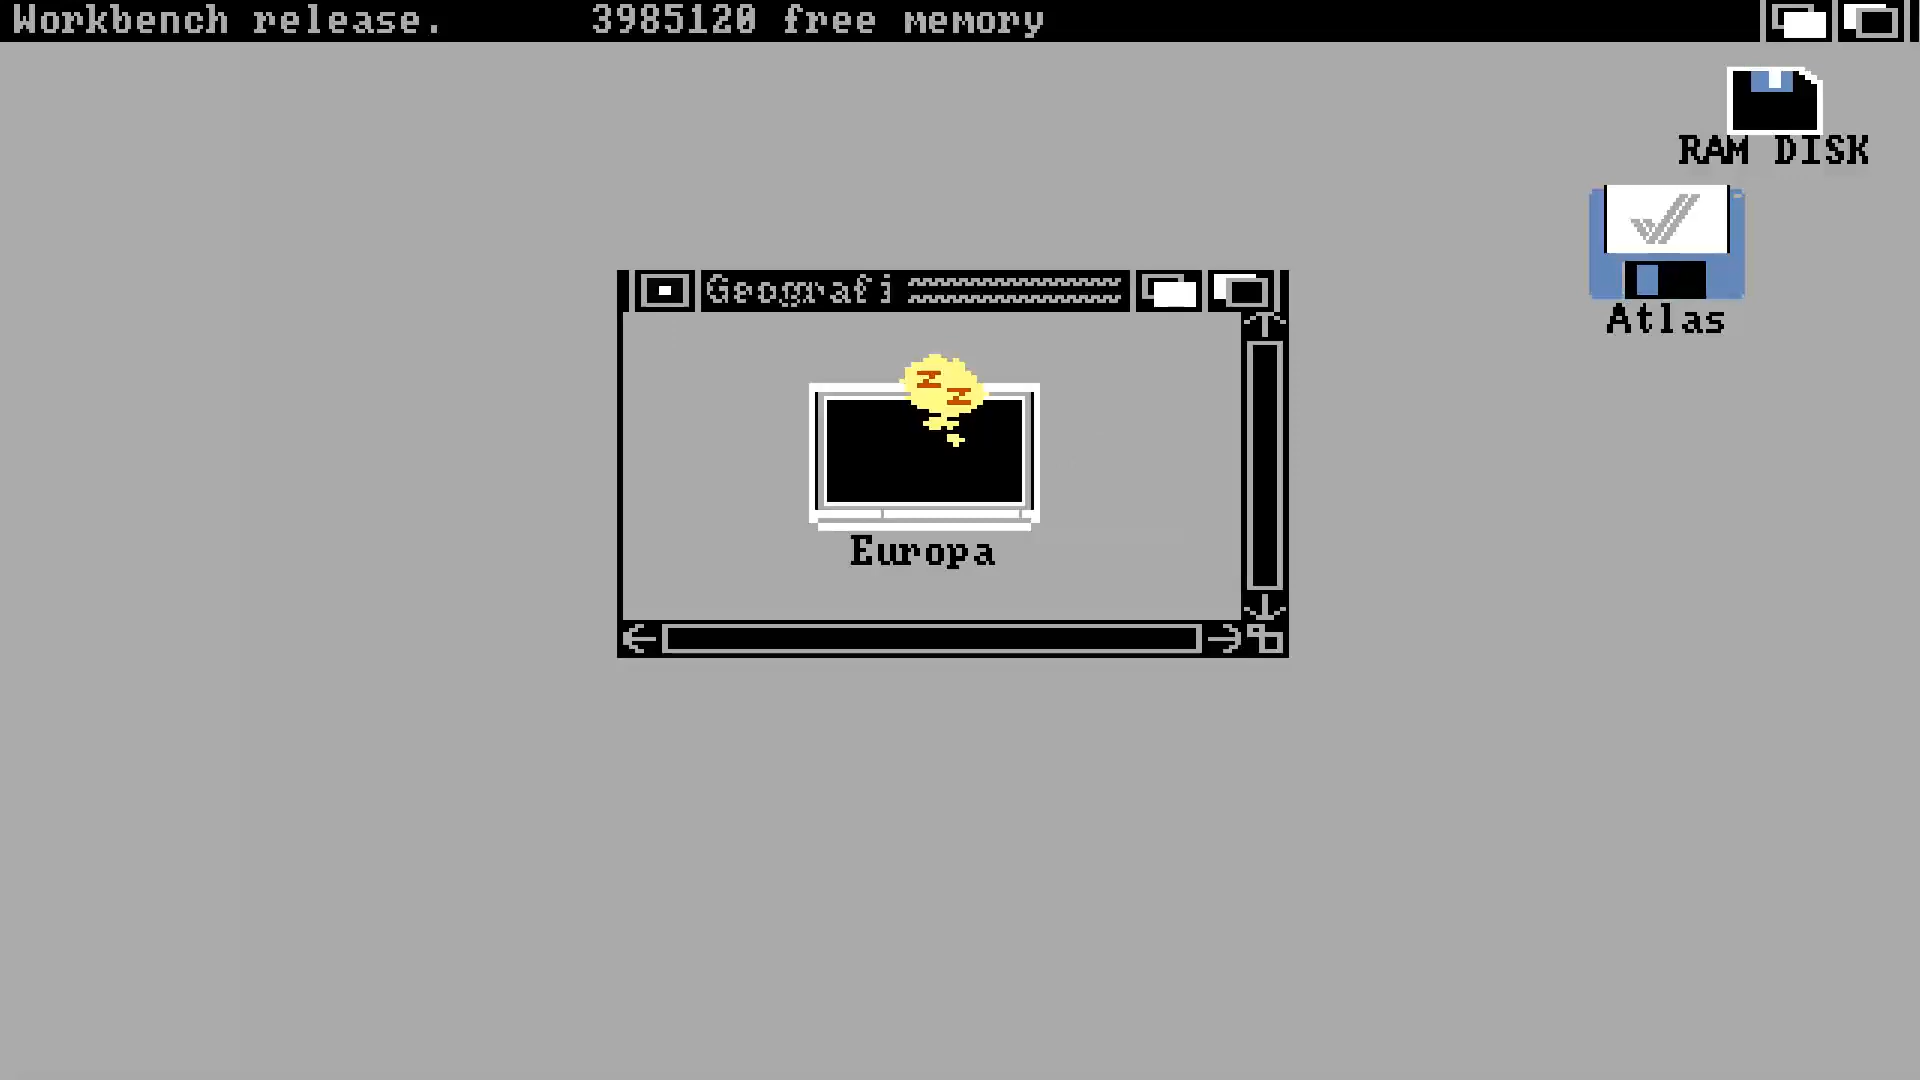 Workbench release. 3985120 free memory
RAM DISK
Atlas
Geografi
Z
Z
Europa